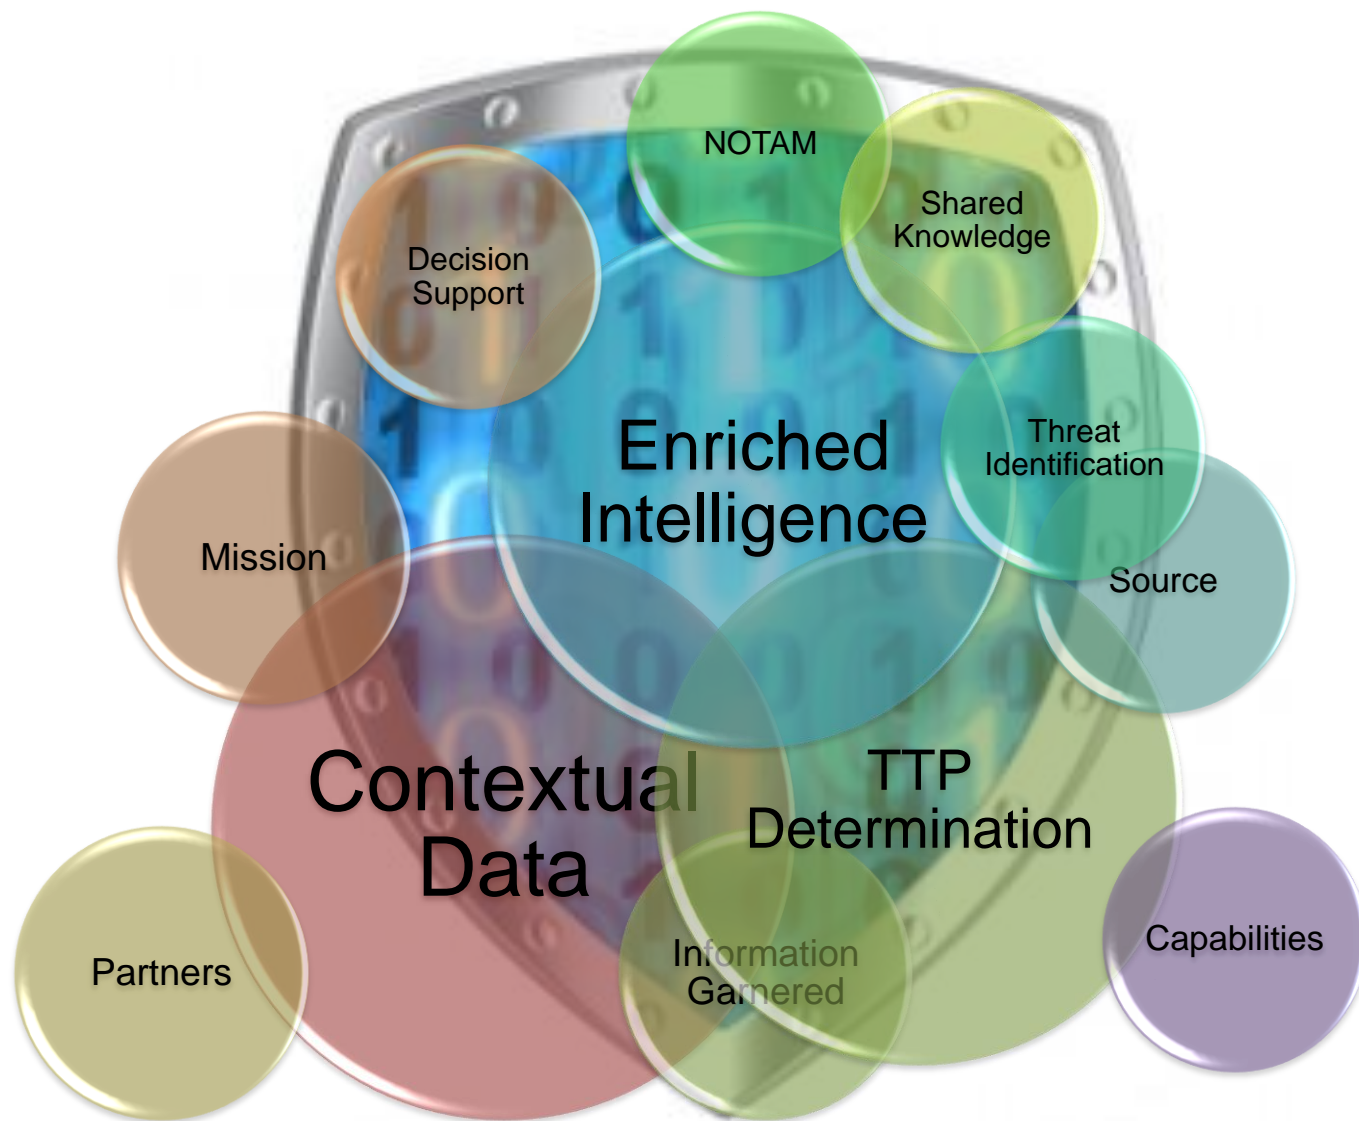 NOTAM
Shared
Knowledge
Decision
Support
Enriched
Intelligence
Threat
Identification
Mission
Source
Contextual
Data
TTP
Determination
Partners
Information
Garnered
Capabilities